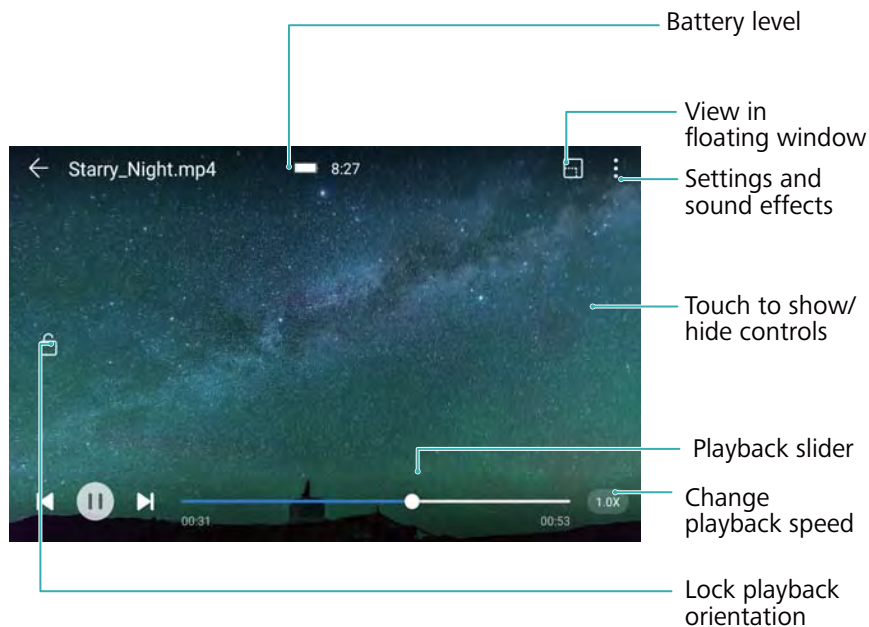 Battery level
View in
floating window
Starry_Night.mp4
8:27
Settings and
sound effects
Touch to show/
hide controls
Playback slider
00:31
00:53
1.0X
Change
playback speed
Lock playback
orientation